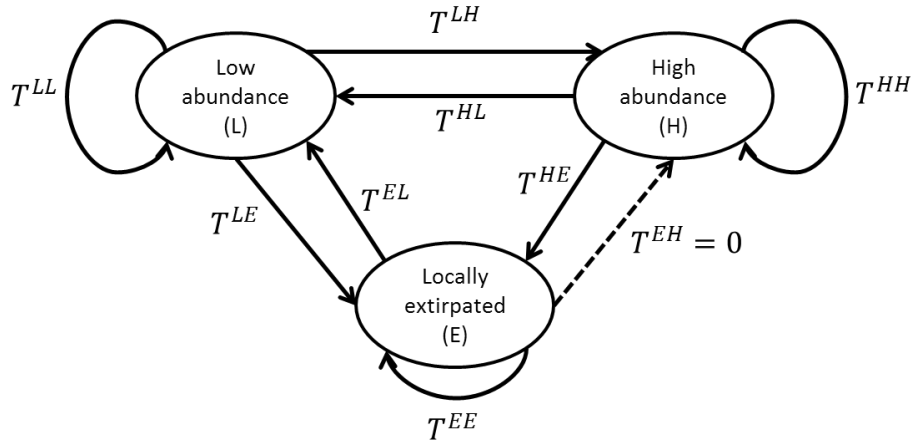 T^{LH}
Low
abundance
(L)
High
abundance
(H)
T^{LL}
T^{HH}
T^{HL}
T^{HE}
T^{EL}
T^{LE}
T^{EH} = 0
Locally
extirpated
(E)
T^{EE}